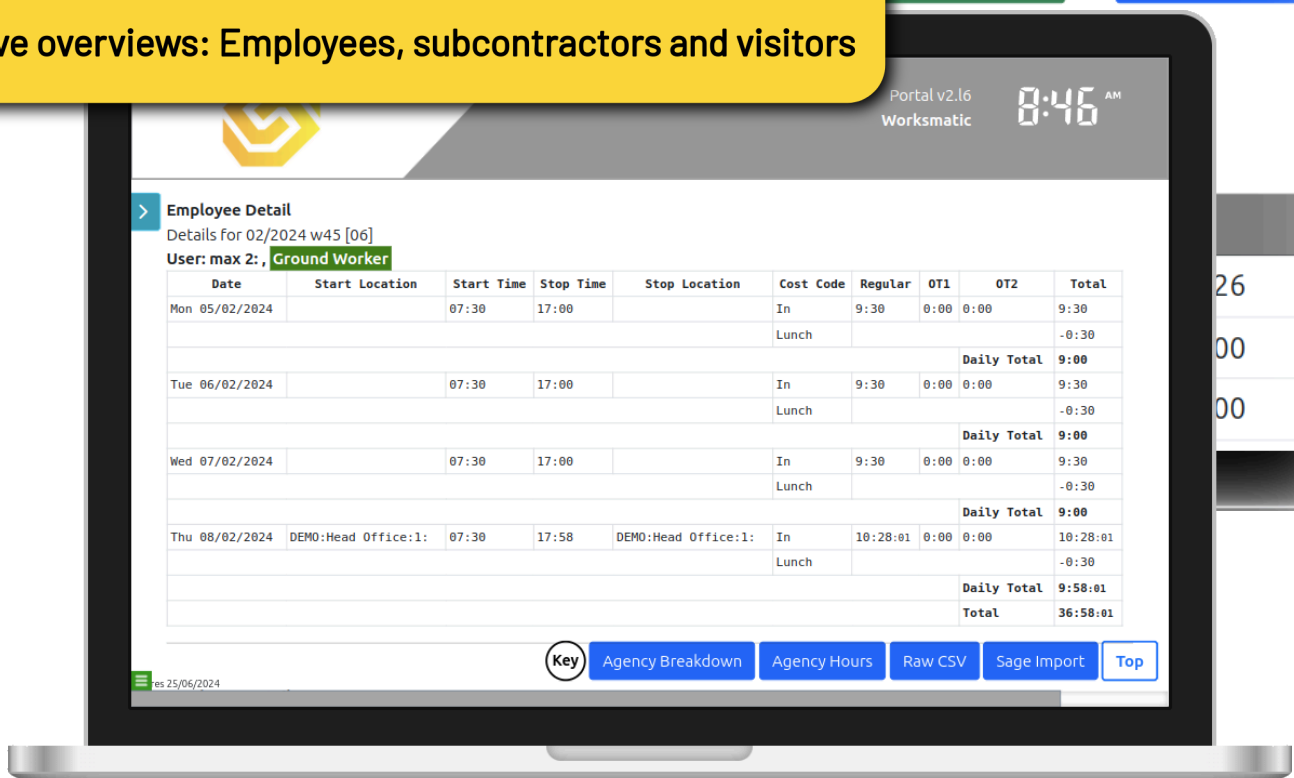 ve overviews: Employees, subcontractors and visitors
Portal v2.l6
Worksmatic
8:46 AM
Employee Detail
Details for 02/2024 w45 [06]
User: max 2: , Ground Worker
Date Start Location Start Time Stop Time Stop Location Cost Code Regular OT1 OT2 Total
Mon 05/02/2024 07:30 17:00 In 9:30 0:00 0:00 9:30
Lunch -0:30
Daily Total 9:00
Tue 06/02/2024 07:30 17:00 In 9:30 0:00 0:00 9:30
Lunch -0:30
Daily Total 9:00
Wed 07/02/2024 07:30 17:00 In 9:30 0:00 0:00 9:30
Lunch -0:30
Daily Total 9:00
Thu 08/02/2024 DEMO:Head Office:1: 07:30 17:58 DEMO:Head Office:1: In 10:28:01 0:00 0:00 10:28:01
Lunch -0:30
Daily Total 9:58:01
Total 36:58:01
Key Agency Breakdown Agency Hours Raw CSV Sage Import Top
res 25/06/2024
26
00
00